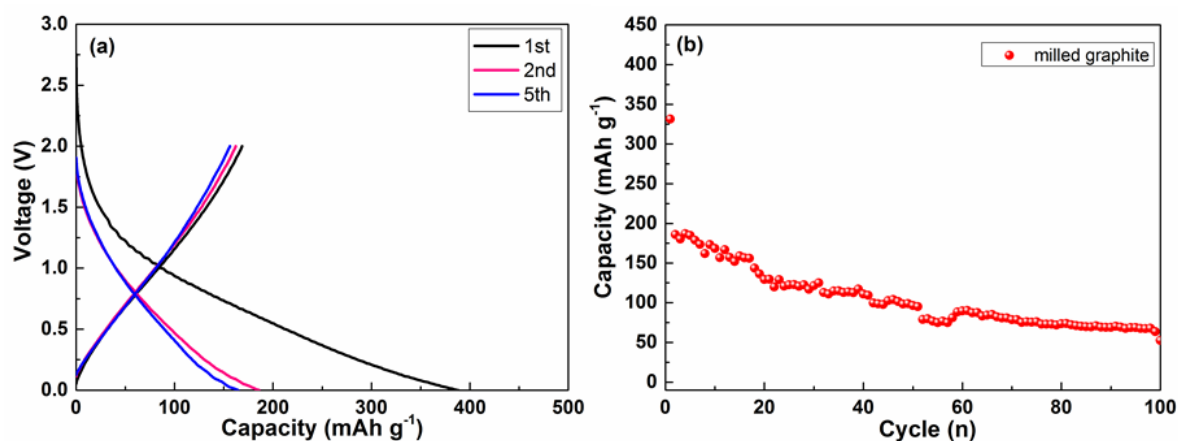 (a)
1st
2nd
5th
Voltage (V)
3.0
2.5
2.0
1.5
1.0
0.5
0.0
0 100 200 300 400 500
Capacity (mAh g⁻¹)
(b)
milled graphite
Capacity (mAh g⁻¹)
450
400
350
300
250
200
150
100
50
0
0 20 40 60 80 100
Cycle (n)